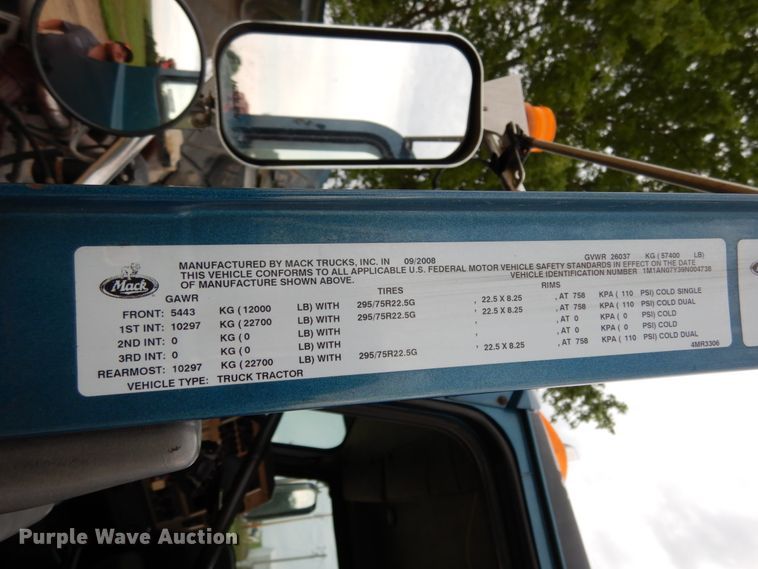 Mack
MANUFACTURED BY MACK TRUCKS, INC. IN 09/2008 GVWR 26037 KG ( 57400 LB)
THIS VEHICLE CONFORMS TO ALL APPLICABLE U.S. FEDERAL MOTOR VEHICLE SAFETY STANDARDS IN EFFECT ON THE DATE
OF MANUFACTURE SHOWN ABOVE. VEHICLE IDENTIFICATION NUMBER 1M1AN07Y39N004738
GAWR TIRES RIMS
FRONT: 5443 KG ( 12000 LB) WITH 295/75R22.5G , 22.5 X 8.25 , AT 758 KPA ( 110 PSI) COLD SINGLE
1ST INT: 10297 KG ( 22700 LB) WITH 295/75R22.5G , 22.5 X 8.25 , AT 758 KPA ( 110 PSI) COLD DUAL
2ND INT: 0 KG ( 0 LB) WITH , , AT 0 KPA ( 0 PSI) COLD
3RD INT: 0 KG ( 0 LB) WITH , , AT 0 KPA ( 0 PSI) COLD
REARMOST: 10297 KG ( 22700 LB) WITH 295/75R22.5G , 22.5 X 8.25 , AT 758 KPA ( 110 PSI) COLD DUAL
VEHICLE TYPE: TRUCK TRACTOR 4MR3306
Purple Wave Auction